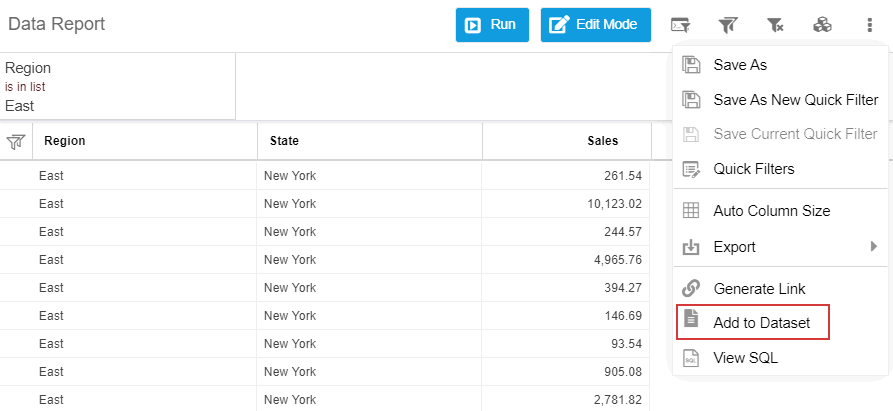 Data Report Run Edit Mode
Region
is in list
East
Save As
Save As New Quick Filter
Save Current Quick Filter
Quick Filters
Auto Column Size
Export
Generate Link
Add to Dataset
SQL View SQL
Region State Sales
East New York 261.54
East New York 10,123.02
East New York 244.57
East New York 4,965.76
East New York 394.27
East New York 146.69
East New York 93.54
East New York 905.08
East New York 2,781.82